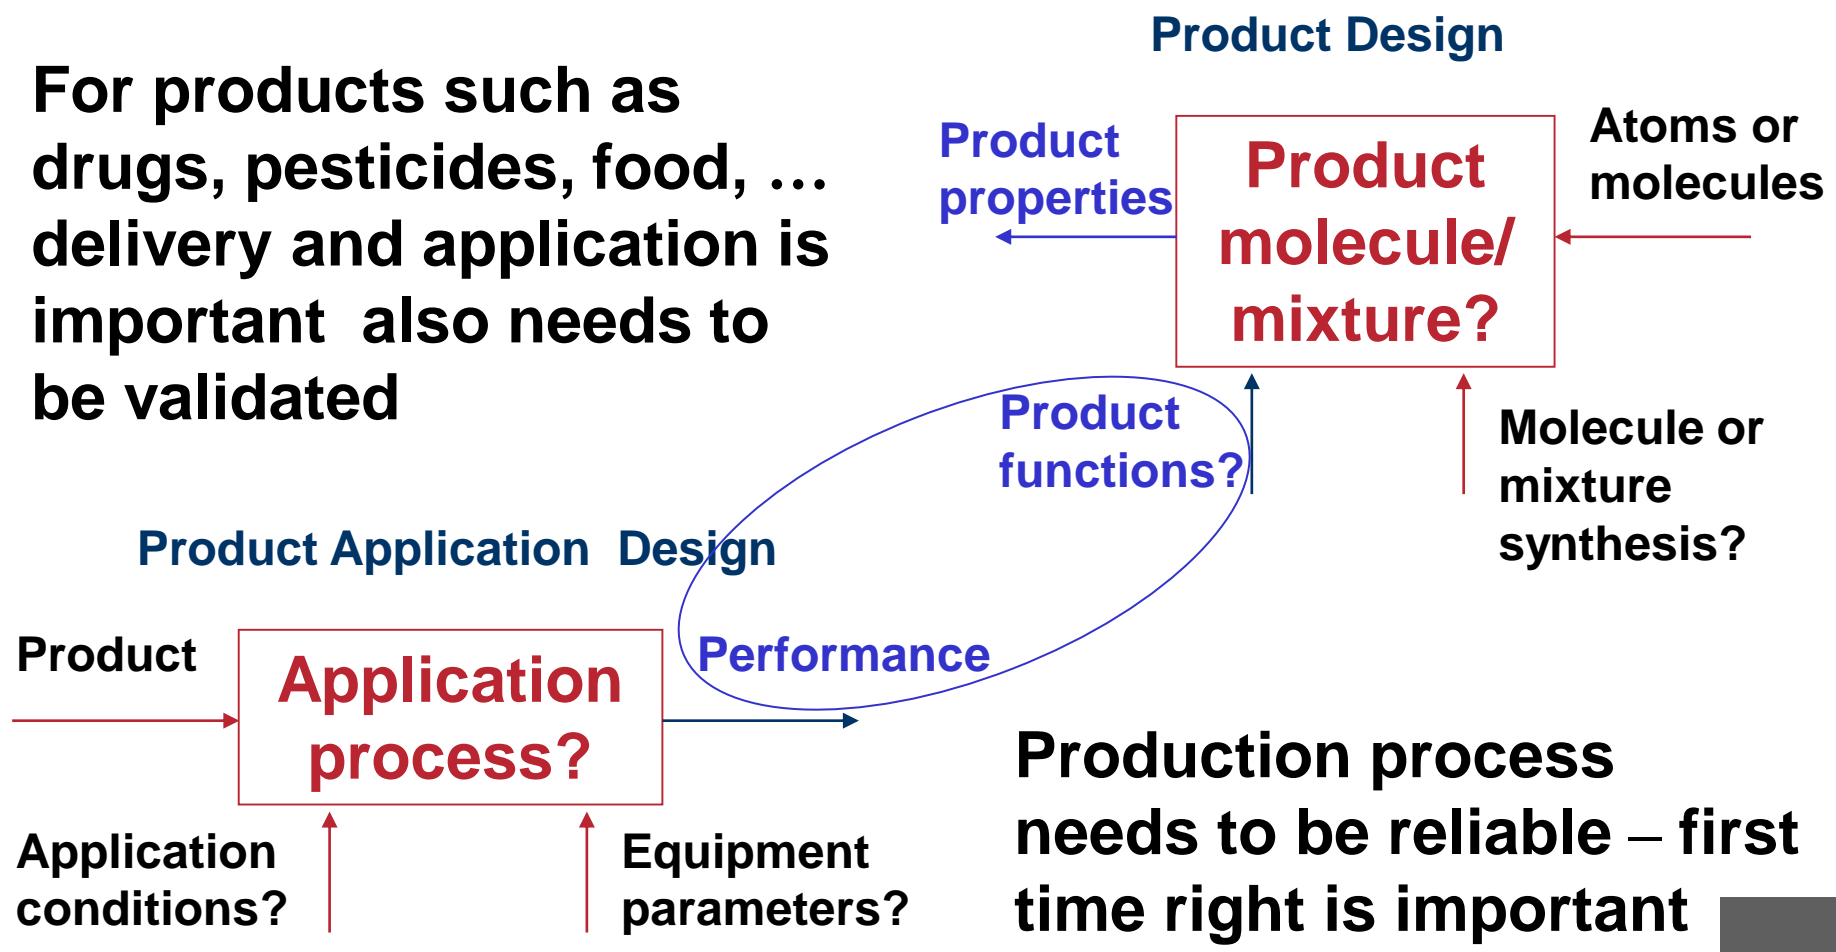 Product Design
For products such as
drugs, pesticides, food, …
delivery and application is
important  also needs to
be validated
Product
properties
Product
molecule/
mixture?
Atoms or
molecules
Product
functions?
Molecule or
mixture
synthesis?
Product Application  Design
Product
Application
process?
Performance
Application
conditions?
Equipment
parameters?
Production process
needs to be reliable – first
time right is important